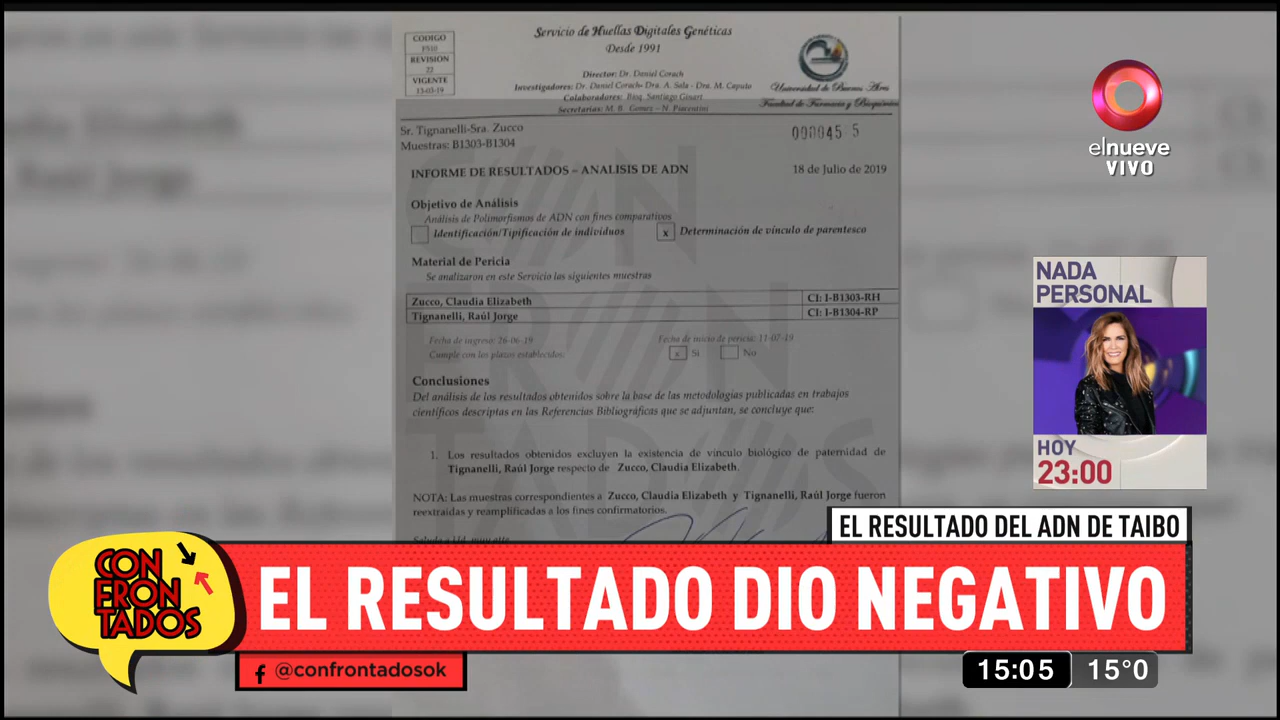 CODIGO
REVISION
22
VIGENTE
13-03-19
Servicio de Huellas Digitales Genéticas
Desde 1991
Director: Dr. Daniel Corach
Investigadores: Dr. Daniel Corach- Dra. A. Sala - Dra. M. Caputo
Colaboradores: Bioq. Santiago Ginart
Secretarias: M. B. Gomez - N. Piacentini
Universidad de Buenos Aires
Facultad de Farmacia y Bioquímica
Sr. Tignanelli-Sra. Zucco
Muestras: B1303-B1304
000045 5
INFORME DE RESULTADOS – ANALISIS DE ADN
18 de Julio de 2019
Objetivo de Análisis
Análisis de Polimorfismos de ADN con fines comparativos
Identificación/Tipificación de individuos
x Determinación de vínculo de parentesco
Material de Pericia
Se analizaron en este Servicio las siguientes muestras
Zucco, Claudia Elizabeth CI: I-B1303-RH
Tignanelli, Raúl Jorge CI: I-B1304-RP
Fecha de ingreso: 26-06-19 Fecha de inicio de pericia: 11-07-19
Cumple con los plazos establecidos: x Si No
Conclusiones
Del análisis de los resultados obtenidos sobre la base de las metodologías publicadas en trabajos
científicos descriptas en las Referencias Bibliográficas que se adjuntan, se concluye que:
1. Los resultados obtenidos excluyen la existencia de vínculo biológico de paternidad de
Tignanelli, Raúl Jorge respecto de Zucco, Claudia Elizabeth.
NOTA: Las muestras correspondientes a Zucco, Claudia Elizabeth y Tignanelli, Raúl Jorge fueron
reextraidas y reamplificadas a los fines confirmatorios.
Saluda a Ud. muy atte.
CON
FRON
TADOS
elnueve
VIVO
NADA
PERSONAL
HOY
23:00
EL RESULTADO DEL ADN DE TAIBO
CON
FRON
TADOS
EL RESULTADO DIO NEGATIVO
f @confrontadosok
15:05 15°0